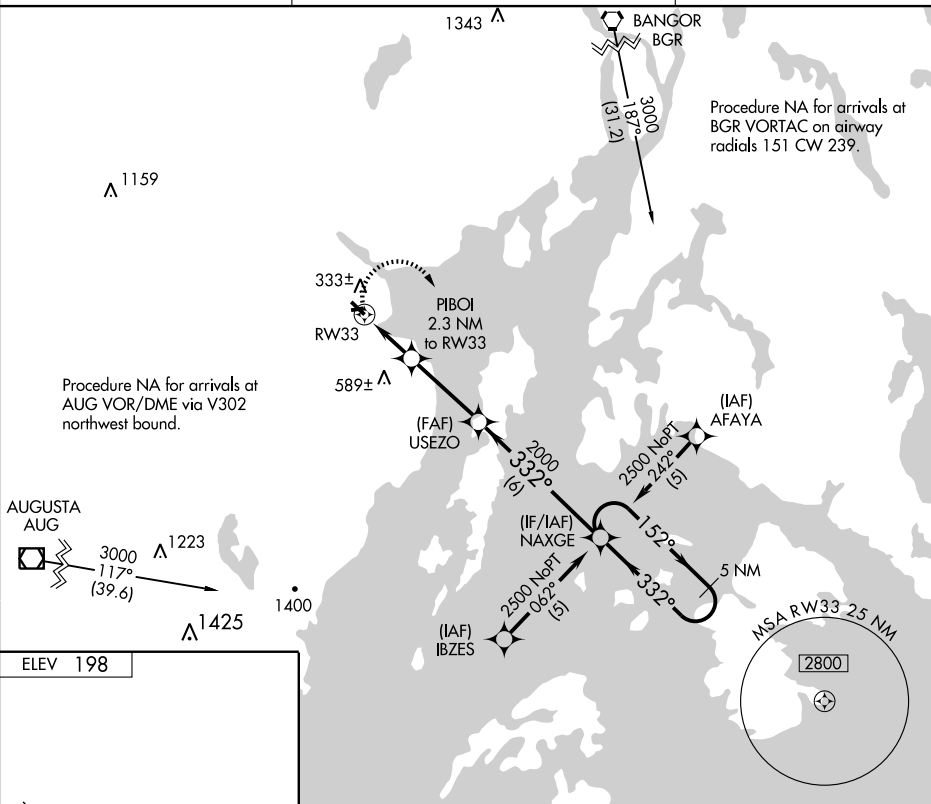 1343
BANGOR
BGR
3000
187°
(31.2)
Procedure NA for arrivals at
BGR VORTAC on airway
radials 151 CW 239.
1159
333±
RW33
PIBOI
2.3 NM
to RW33
589±
Procedure NA for arrivals at
AUG VOR/DME via V302
northwest bound.
(FAF)
USEZO
(IAF)
AFAYA
2500 NoPT
242°
(5)
2000
332°
(6)
AUGUSTA
AUG
3000
117°
(39.6)
1223
(IF/IAF)
NAXGE
152°
5 NM
332°
2500 NoPT
062°
(5)
1400
1425
(IAF)
IBZES
MSA RW33 25 NM
2800
ELEV 198